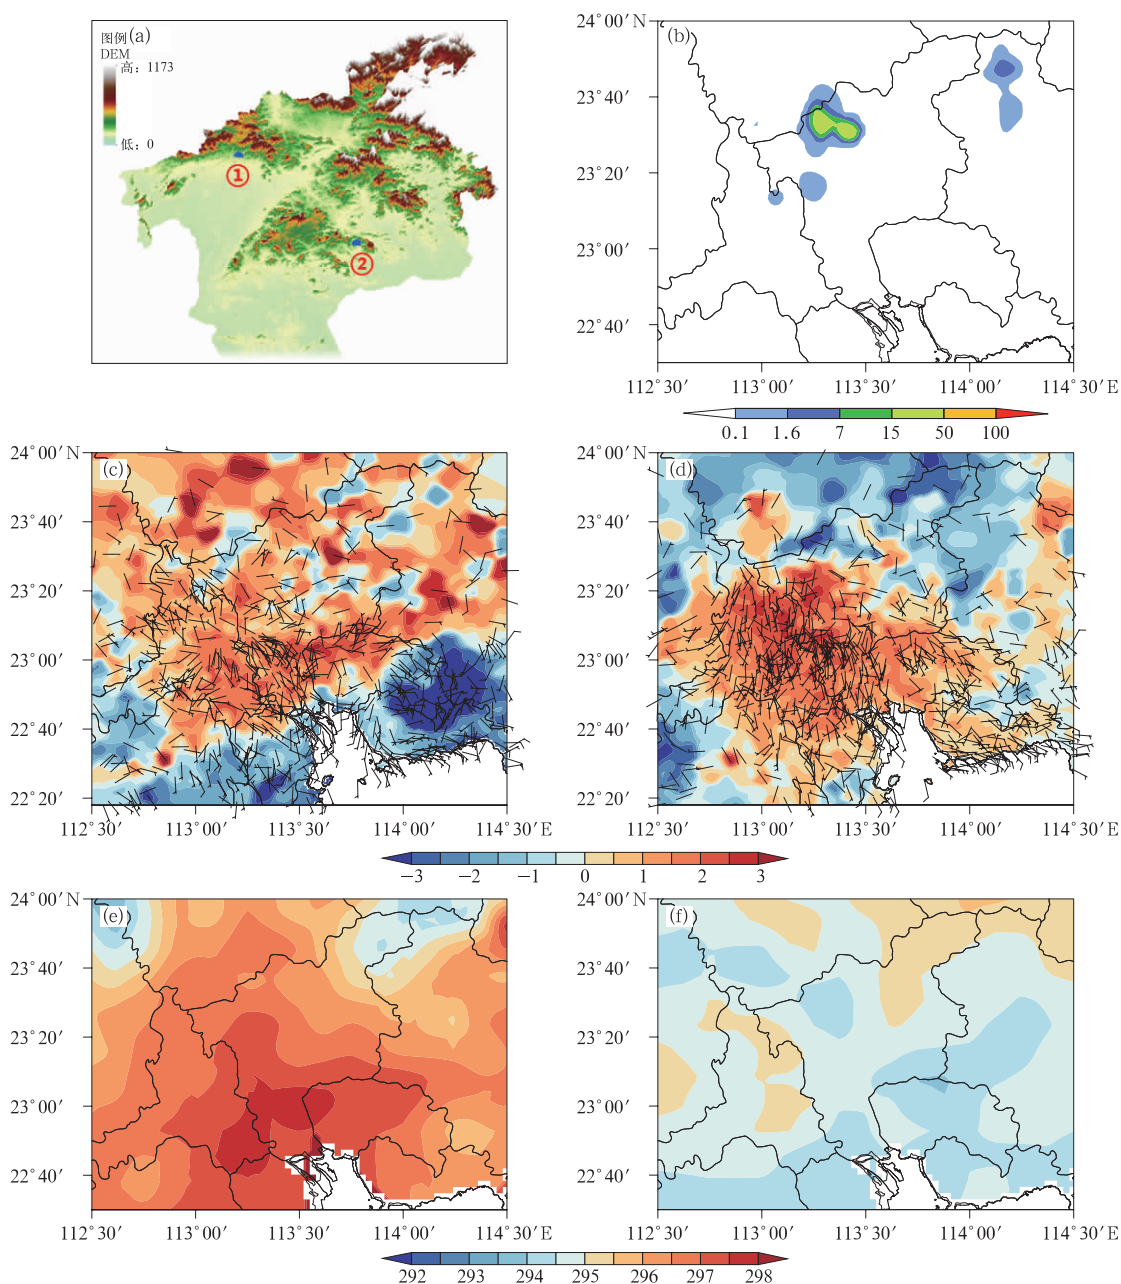 图例(a)
DEM
高：1173
低：0
①
②
(b)
24°00′N
23°40′
23°20′
23°00′
22°40′
112°30′ 113°00′ 113°30′ 114°00′ 114°30′E
0.1 1.6 7 15 50 100
(c)
24°00′N
23°40′
23°20′
23°00′
22°40′
22°20′
112°30′ 113°00′ 113°30′ 114°00′ 114°30′E
(d)
24°00′N
23°40′
23°20′
23°00′
22°40′
22°20′
112°30′ 113°00′ 113°30′ 114°00′ 114°30′E
−3 −2 −1 0 1 2 3
(e)
24°00′N
23°40′
23°20′
23°00′
22°40′
112°30′ 113°00′ 113°30′ 114°00′ 114°30′E
(f)
24°00′N
23°40′
23°20′
23°00′
22°40′
112°30′ 113°00′ 113°30′ 114°00′ 114°30′E
292 293 294 295 296 297 298